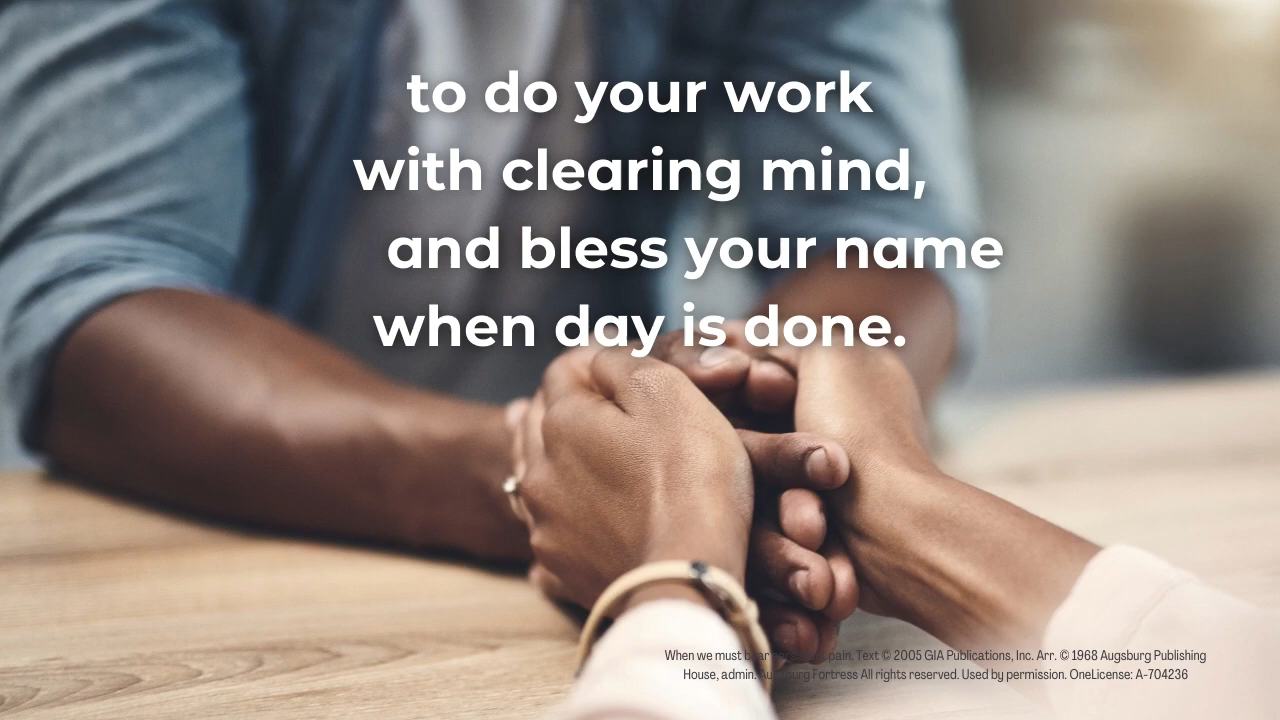 to do your work
with clearing mind,
and bless your name
when day is done.
When we must bear pain. Text © 2005 GIA Publications, Inc. Arr. © 1968 Augsburg Publishing
House, admin. Augsburg Fortress All rights reserved. Used by permission. OneLicense: A-704236